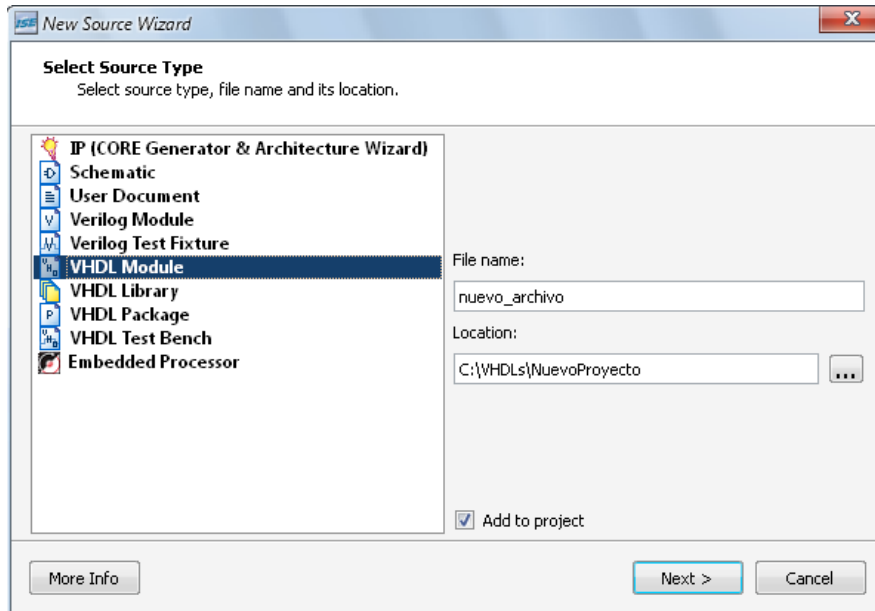 ISE New Source Wizard
Select Source Type
Select source type, file name and its location.
IP (CORE Generator & Architecture Wizard)
Schematic
User Document
Verilog Module
Verilog Test Fixture
VHDL Module
VHDL Library
VHDL Package
VHDL Test Bench
Embedded Processor
File name:
nuevo_archivo
Location:
C:\VHDLs\NuevoProyecto
...
Add to project
More Info
Next >
Cancel